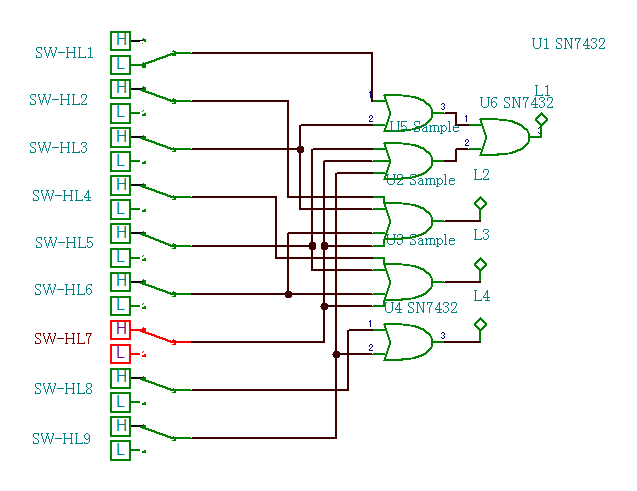 H
U1 SN7432
SW-HL1
L
L1
H
U6 SN7432
SW-HL2
1
3
L
2
U5 Sample
1
3
H
2
SW-HL3
L
L2
H
U2 Sample
SW-HL4
L
H
L3
SW-HL5
U3 Sample
L
H
SW-HL6
L4
L
U4 SN7432
H
1
SW-HL7
3
L
2
H
SW-HL8
L
H
SW-HL9
L